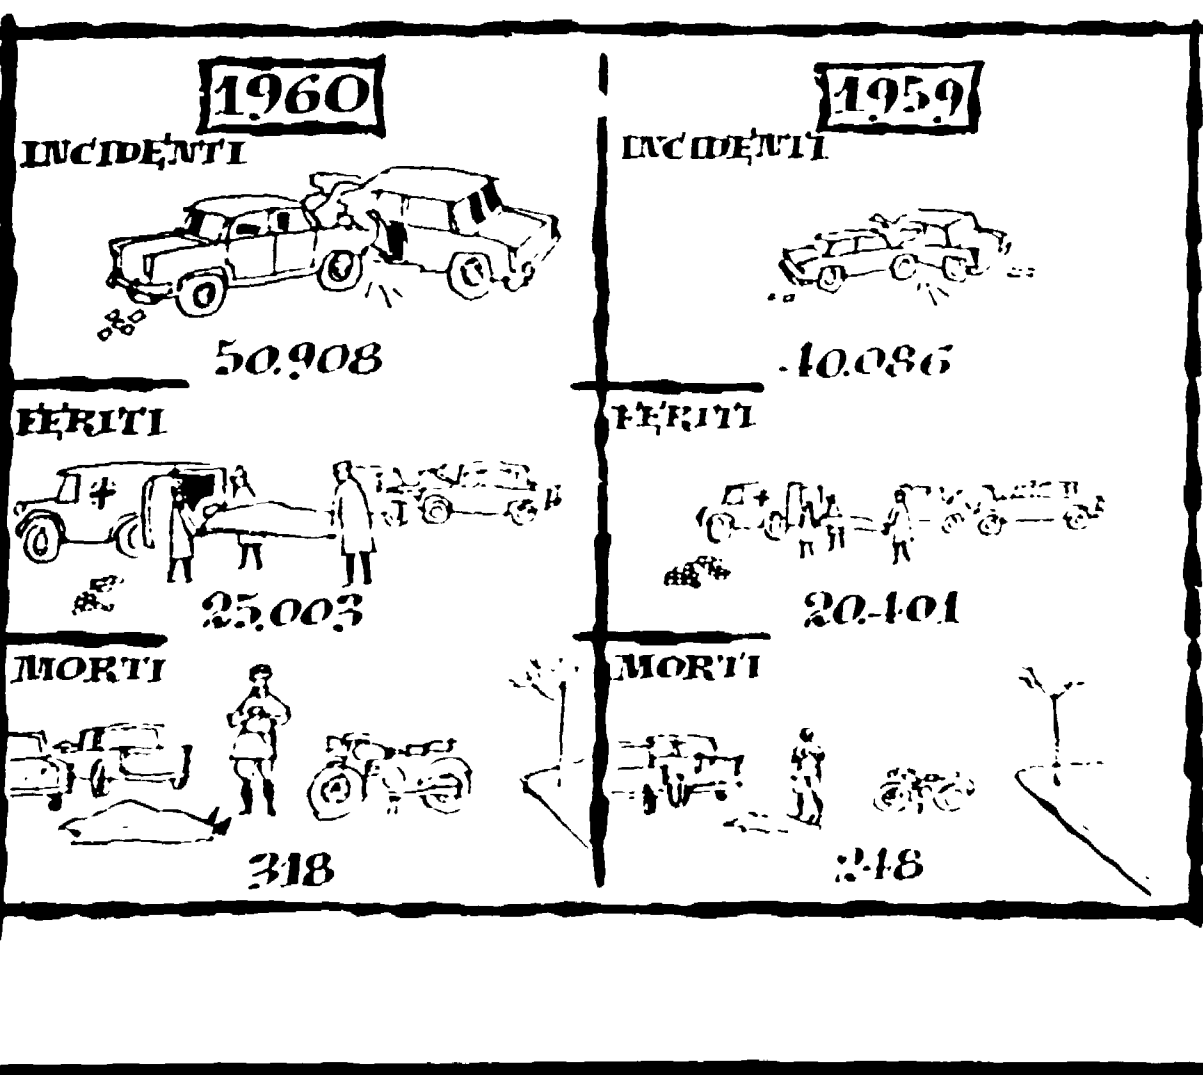 1960
INCIDENTI
50.908
FERITI
25.003
MORTI
318
1959
INCIDENTI
40.086
FERITI
20.401
MORTI
248